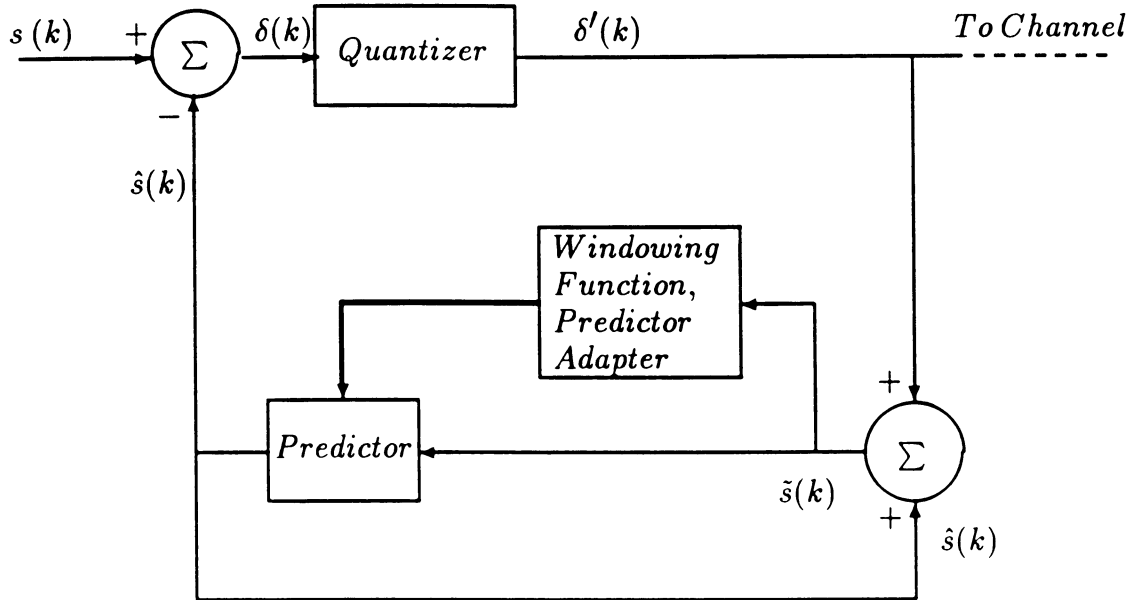 s(k)
+
Σ
δ(k)
Quantizer
δ′(k)
To Channel
−
ŝ(k)
Windowing
Function,
Predictor
Adapter
+
Predictor
Σ
s̃(k)
+
ŝ(k)